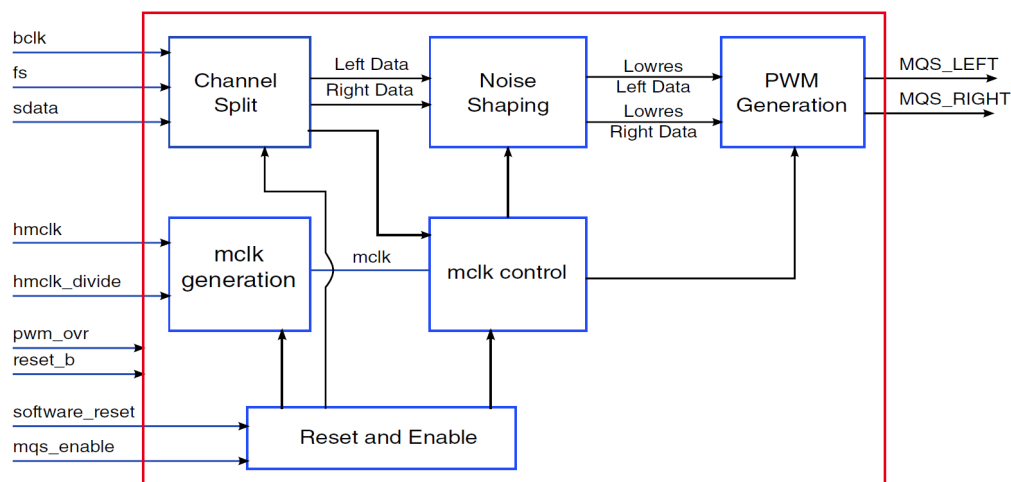 bclk
fs
sdata
Channel
Split
Left Data
Right Data
Noise
Shaping
Lowres
Left Data
Lowres
Right Data
PWM
Generation
MQS_LEFT
MQS_RIGHT
hmclk
hmclk_divide
mclk
generation
mclk
mclk control
pwm_ovr
reset_b
software_reset
mqs_enable
Reset and Enable